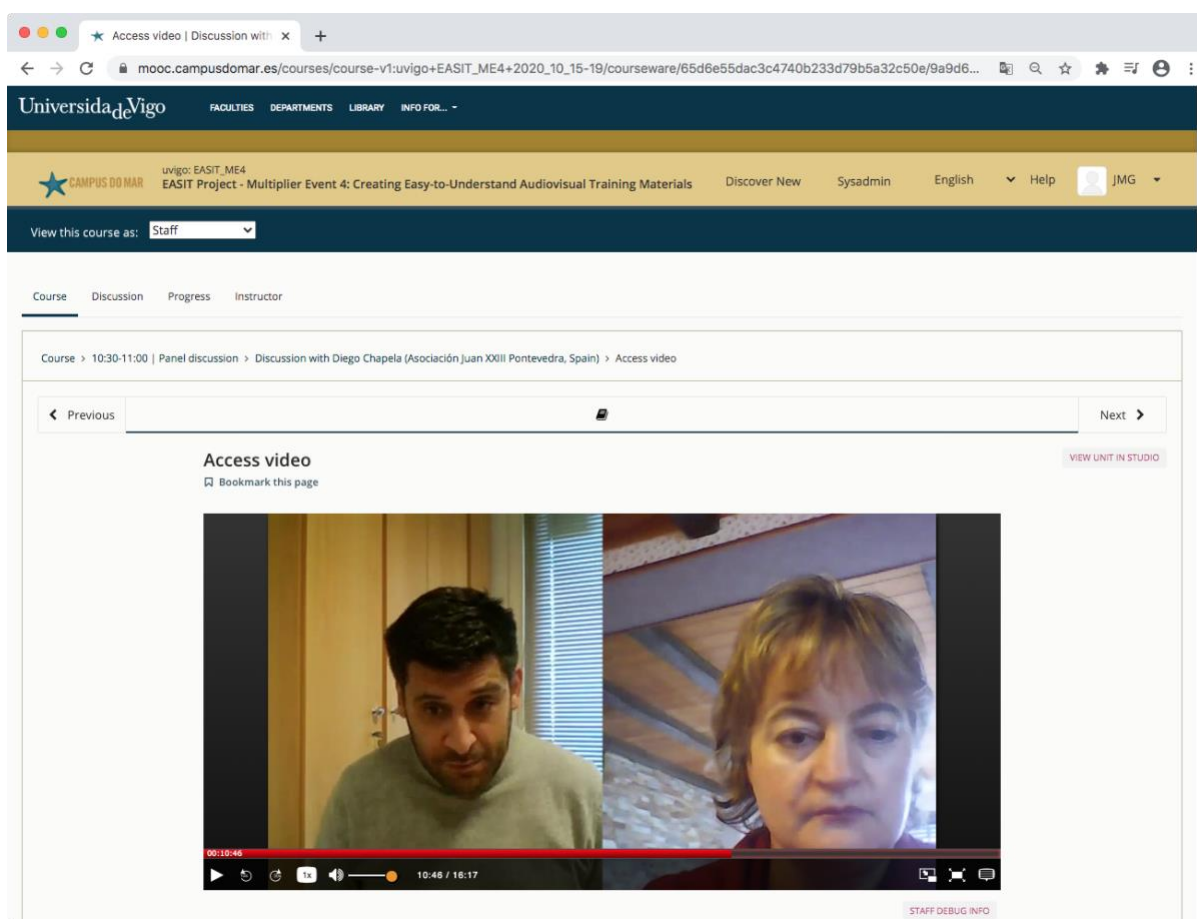 Access video | Discussion with
mooc.campusdomar.es/courses/course-v1:uvigo+EASIT_ME4+2020_10_15-19/courseware/65d6e55dac3c4740b233d79b5a32c50e/9a9d6...
UniversidadeVigo FACULTIES DEPARTMENTS LIBRARY INFO FOR...
CAMPUS DO MAR
uvigo: EASIT_ME4
EASIT Project - Multiplier Event 4: Creating Easy-to-Understand Audiovisual Training Materials
Discover New Sysadmin English Help JMG
View this course as: Staff
Course Discussion Progress Instructor
Course > 10:30-11:00 | Panel discussion > Discussion with Diego Chapela (Asociación Juan XXIII Pontevedra, Spain) > Access video
Previous Next
Access video
VIEW UNIT IN STUDIO
Bookmark this page
00:10:46
1x 10:46 / 16:17
STAFF DEBUG INFO